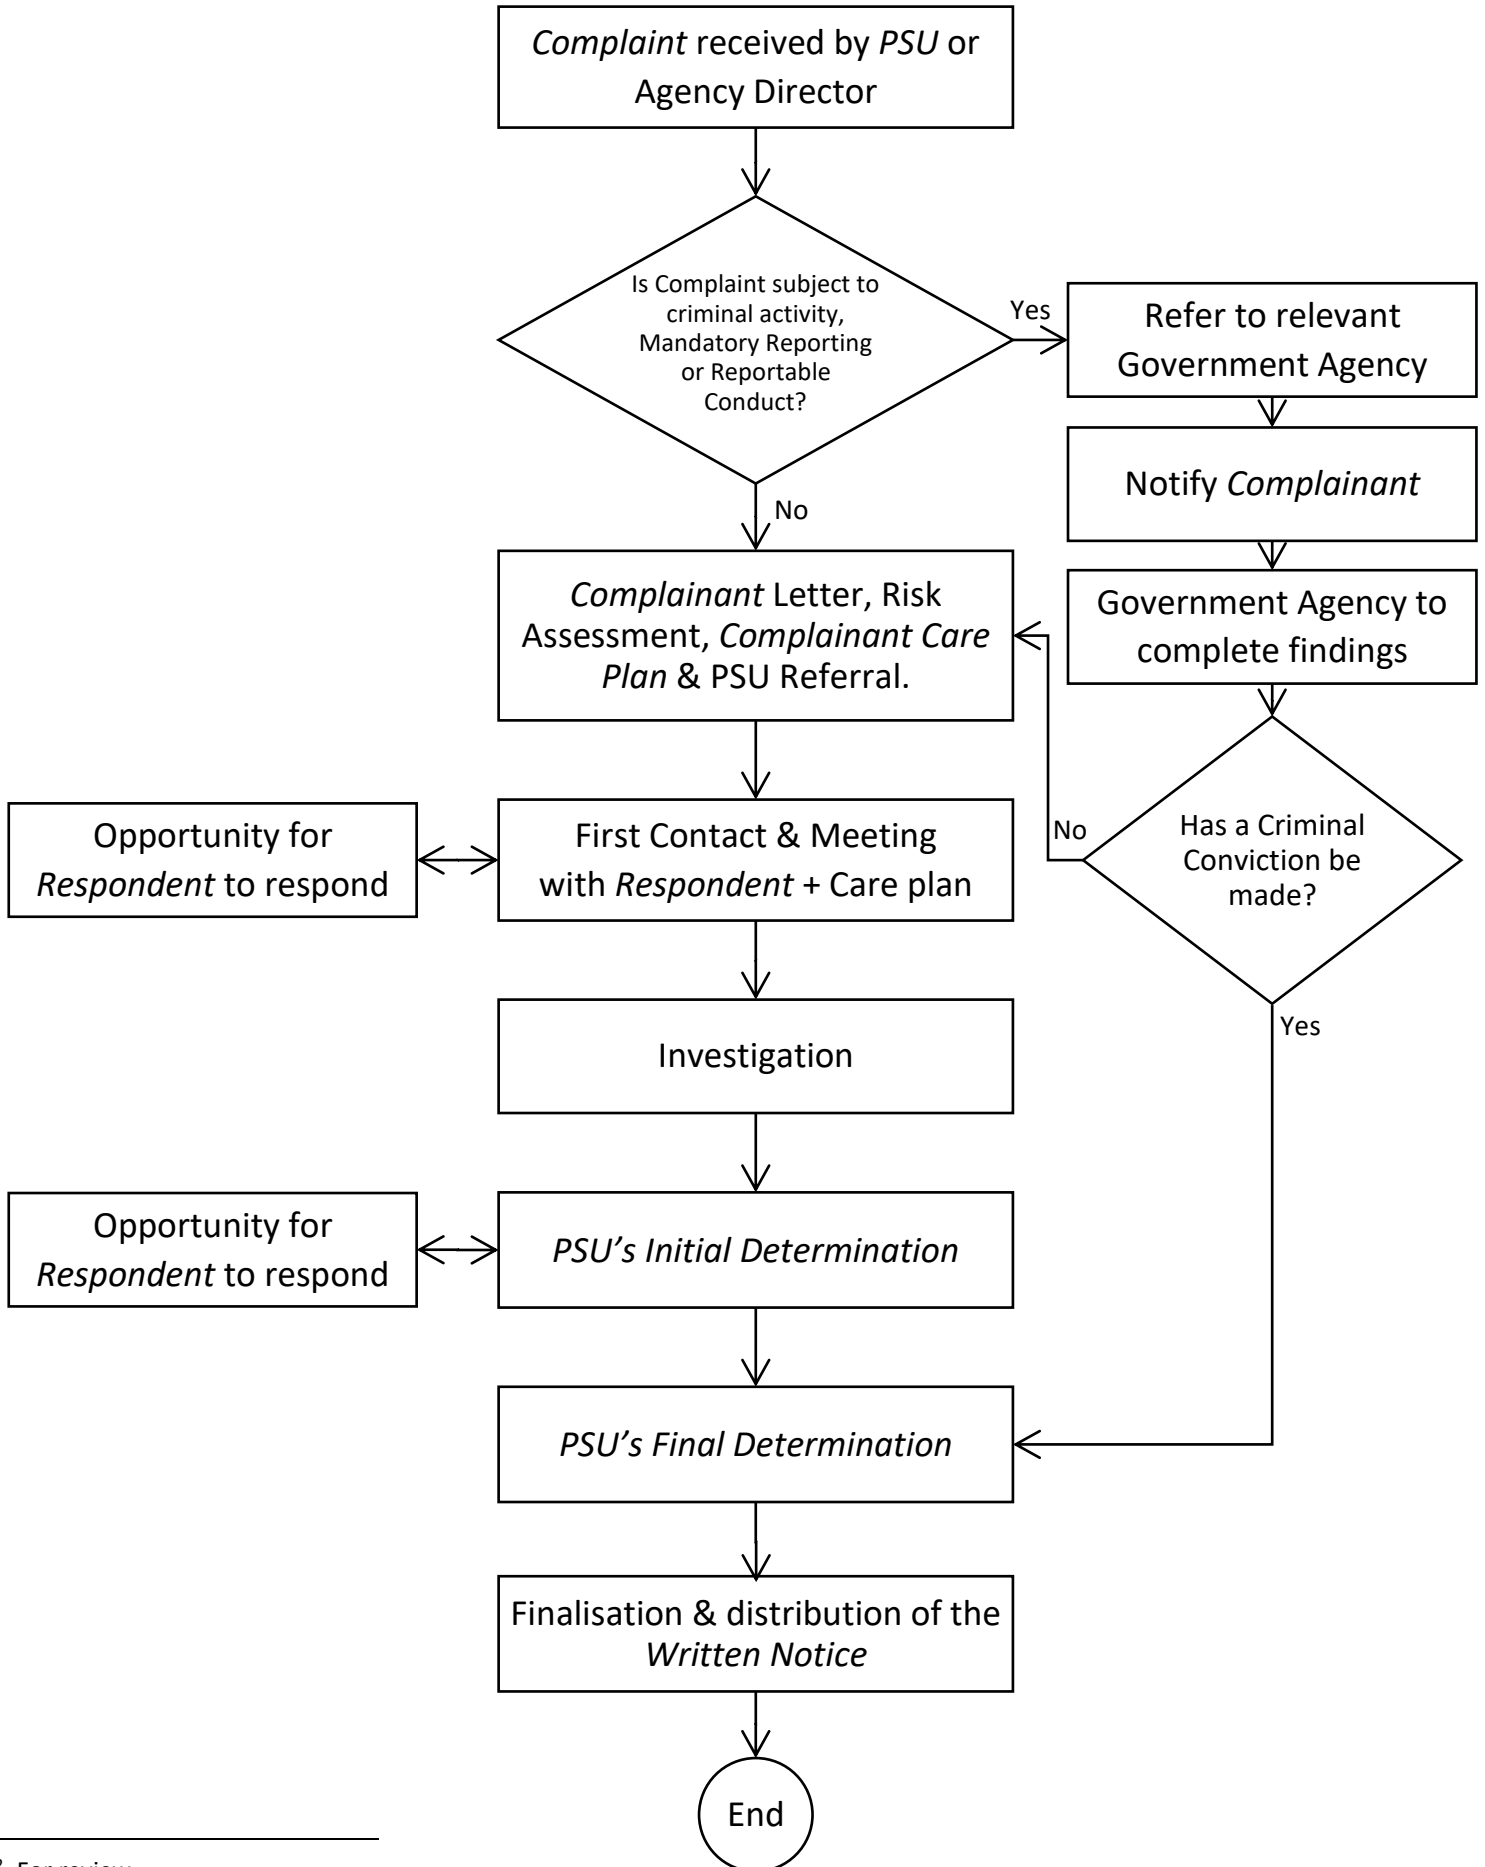 Complaint received by PSU or
Agency Director
Is Complaint subject to
criminal activity,
Mandatory Reporting
or Reportable
Conduct?
Yes
Refer to relevant
Government Agency
Notify Complainant
No
Government Agency to
complete findings
Complainant Letter, Risk
Assessment, Complainant Care
Plan & PSU Referral.
Has a Criminal
Conviction be
made?
No
Yes
Opportunity for
Respondent to respond
First Contact & Meeting
with Respondent + Care plan
Investigation
Opportunity for
Respondent to respond
PSU’s Initial Determination
PSU’s Final Determination
Finalisation & distribution of the
Written Notice
End
For review